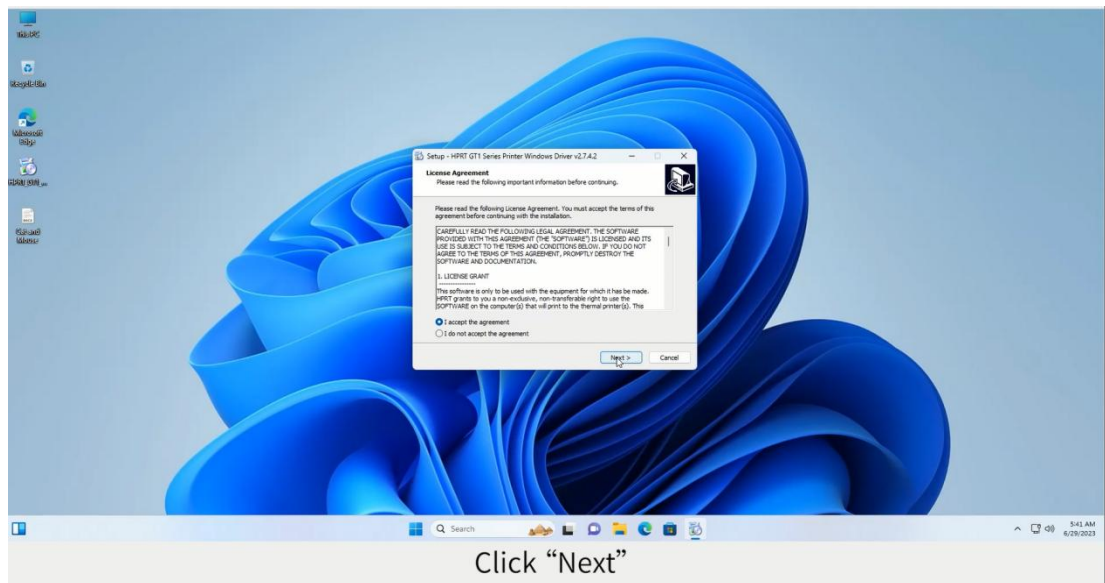 This PC
Recycle Bin
Microsoft
Edge
HPRT GT1 ...
Cat and
Mouse
Setup - HPRT GT1 Series Printer Windows Driver v2.7.4.2
License Agreement
Please read the following important information before continuing.
Please read the following License Agreement. You must accept the terms of this
agreement before continuing with the installation.
CAREFULLY READ THE FOLLOWING LEGAL AGREEMENT. THE SOFTWARE
PROVIDED WITH THIS AGREEMENT (THE "SOFTWARE") IS LICENSED AND ITS
USE IS SUBJECT TO THE TERMS AND CONDITIONS BELOW. IF YOU DO NOT
AGREE TO THE TERMS OF THIS AGREEMENT, PROMPTLY DESTROY THE
SOFTWARE AND DOCUMENTATION.
1. LICENSE GRANT
----------------
This software is only to be used with the equipment for which it has be made.
HPRT grants to you a non-exclusive, non-transferable right to use the
SOFTWARE on the computer(s) that will print to the thermal printer(s). This
I accept the agreement
I do not accept the agreement
Next >
Cancel
Search
5:41 AM
6/29/2023
Click “Next”